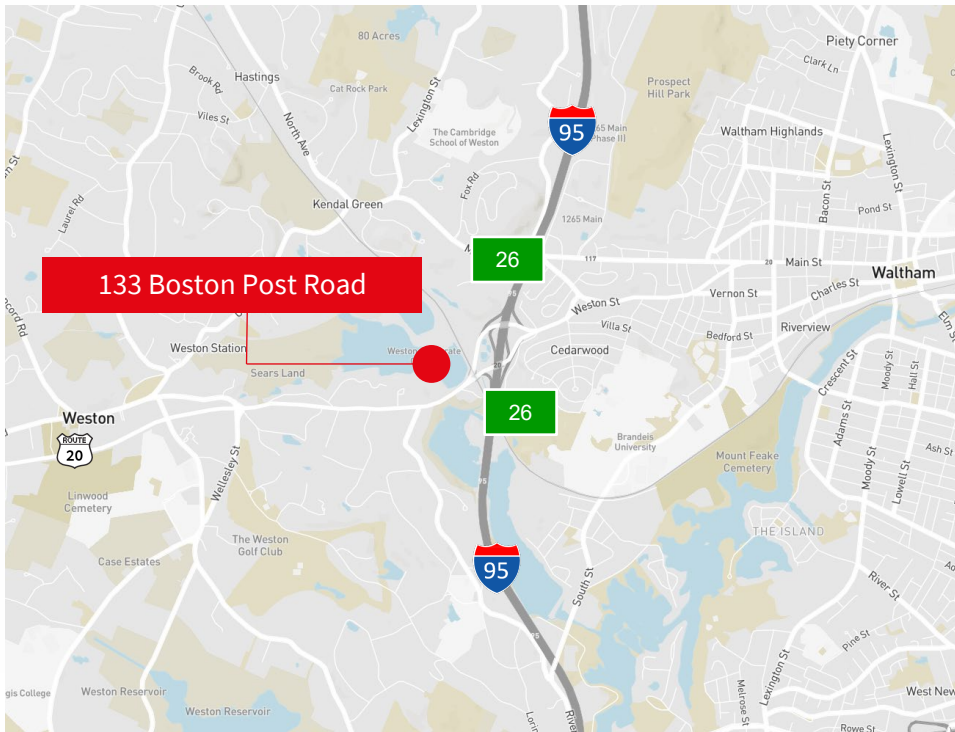 80 Acres
Piety Corner
Hastings
Clark Ln
Brook Rd
Cat Rock Park
Lexington St
Prospect
Hill Park
Viles St
North Ave
The Cambridge
School of Weston
95
Waltham Highlands
Lexington St
Fox Rd
Bacon St
Laurel Rd
Kendal Green
1265 Main
Pond St
26
117
28
Main St
133 Boston Post Road
Waltham
95
Charles St
Vernon St
Weston St
Villa St
Riverview
Bedford St
Weston Station
Cedarwood
20
Sears Land
Crescent St
Moody St
Hall St
Weston
26
Adams St
ROUTE
20
Brandeis
University
Ash St
Wellesley St
Mount Feake
Cemetery
Moody St
Lowell St
95
Linwood
Cemetery
THE ISLAND
The Weston
Golf Club
Case Estates
95
South St
River St
95
Pine St
Weston Reservoir
Lexington St
Melrose St
Weston Reservoir
West New
Rowe St